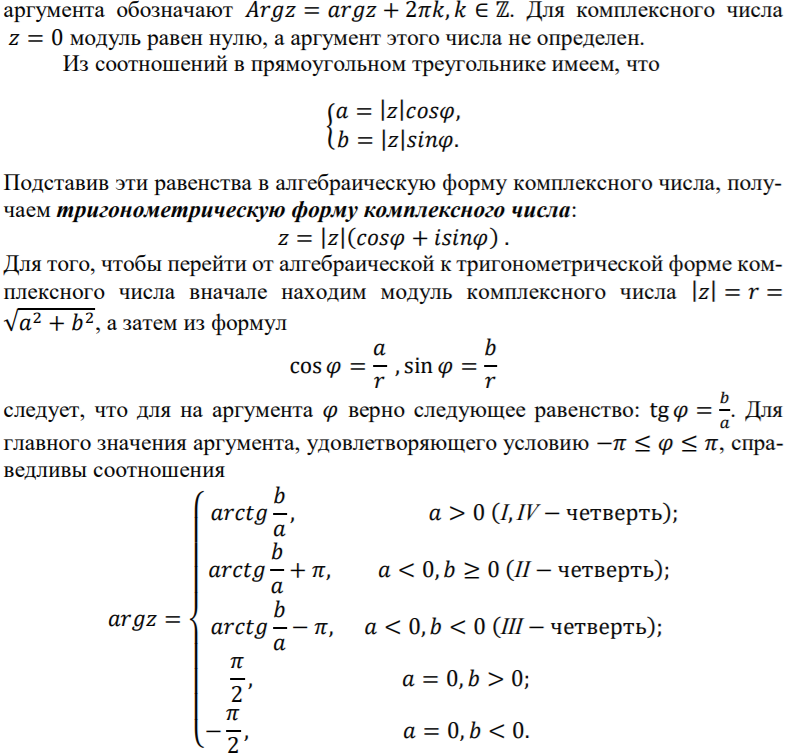 аргумента обозначают Argz = argz + 2πk, k ∈ ℤ. Для комплексного числа
z = 0 модуль равен нулю, а аргумент этого числа не определен.
Из соотношений в прямоугольном треугольнике имеем, что
{a = |z|cosφ,
b = |z|sinφ.
Подставив эти равенства в алгебраическую форму комплексного числа, полу-
чаем тригонометрическую форму комплексного числа:
z = |z|(cosφ + isinφ) .
Для того, чтобы перейти от алгебраической к тригонометрической форме ком-
плексного числа вначале находим модуль комплексного числа |z| = r =
√(a² + b²), а затем из формул
cos φ = a/r , sin φ = b/r
следует, что для на аргумента φ верно следующее равенство: tg φ = b/a. Для
главного значения аргумента, удовлетворяющего условию −π ≤ φ ≤ π, спра-
ведливы соотношения
argz = {arctg b/a, a > 0 (I, IV − четверть);
arctg b/a + π, a < 0, b ≥ 0 (II − четверть);
arctg b/a − π, a < 0, b < 0 (III − четверть);
π/2, a = 0, b > 0;
−π/2, a = 0, b < 0.